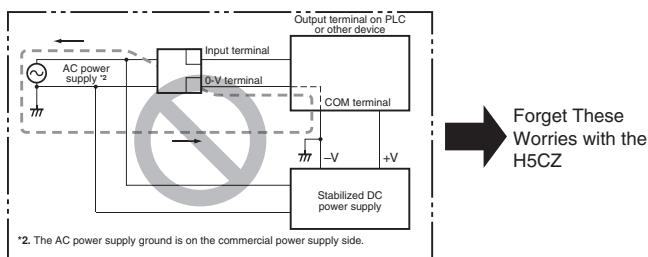 Output terminal on PLC
or other device
Input terminal
AC power
supply *2
0-V terminal
COM terminal
Forget These
Worries with the
H5CZ
–V
+V
Stabilized DC
power supply
*2. The AC power supply ground is on the commercial power supply side.